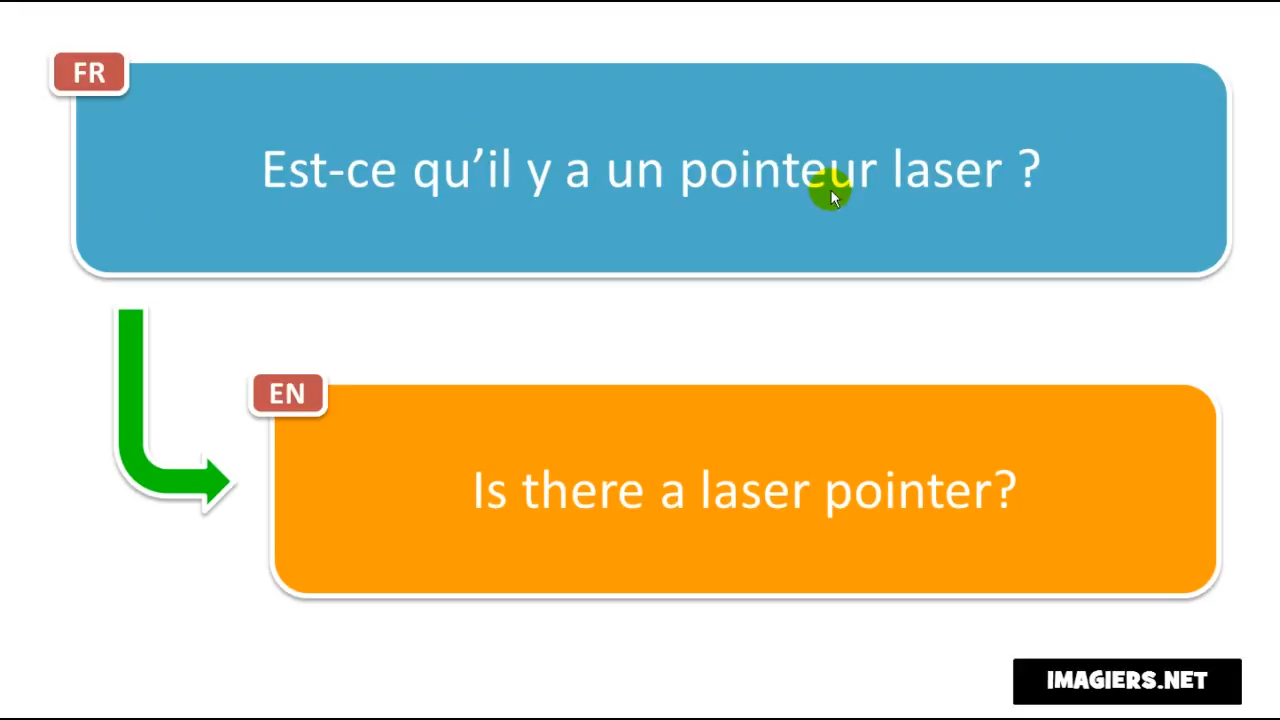 FR
Est-ce qu’il y a un pointeur laser ?
EN
Is there a laser pointer?
IMAGIERS.NET